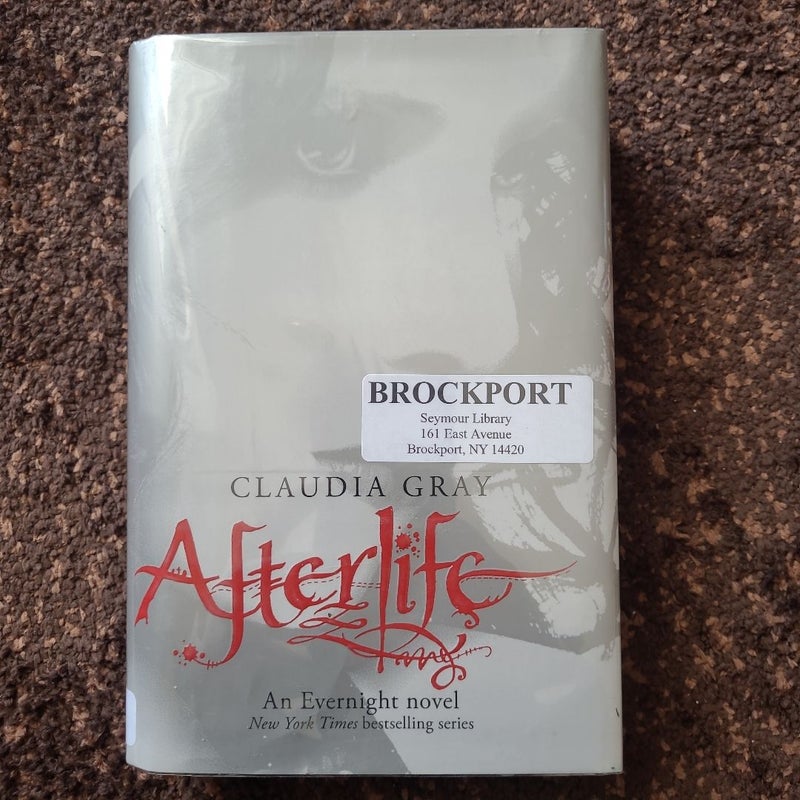 BROCKPORT
Seymour Library
161 East Avenue
Brockport, NY 14420
CLAUDIA GRAY
Afterlife
An Evernight novel
New York Times bestselling series